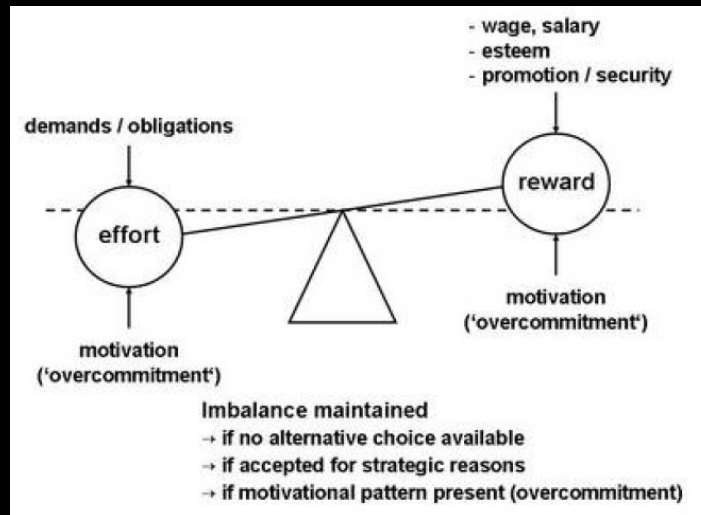 - wage, salary
- esteem
- promotion / security
demands / obligations
reward
effort
motivation
('overcommitment')
motivation
('overcommitment')
Imbalance maintained
→ if no alternative choice available
→ if accepted for strategic reasons
→ if motivational pattern present (overcommitment)